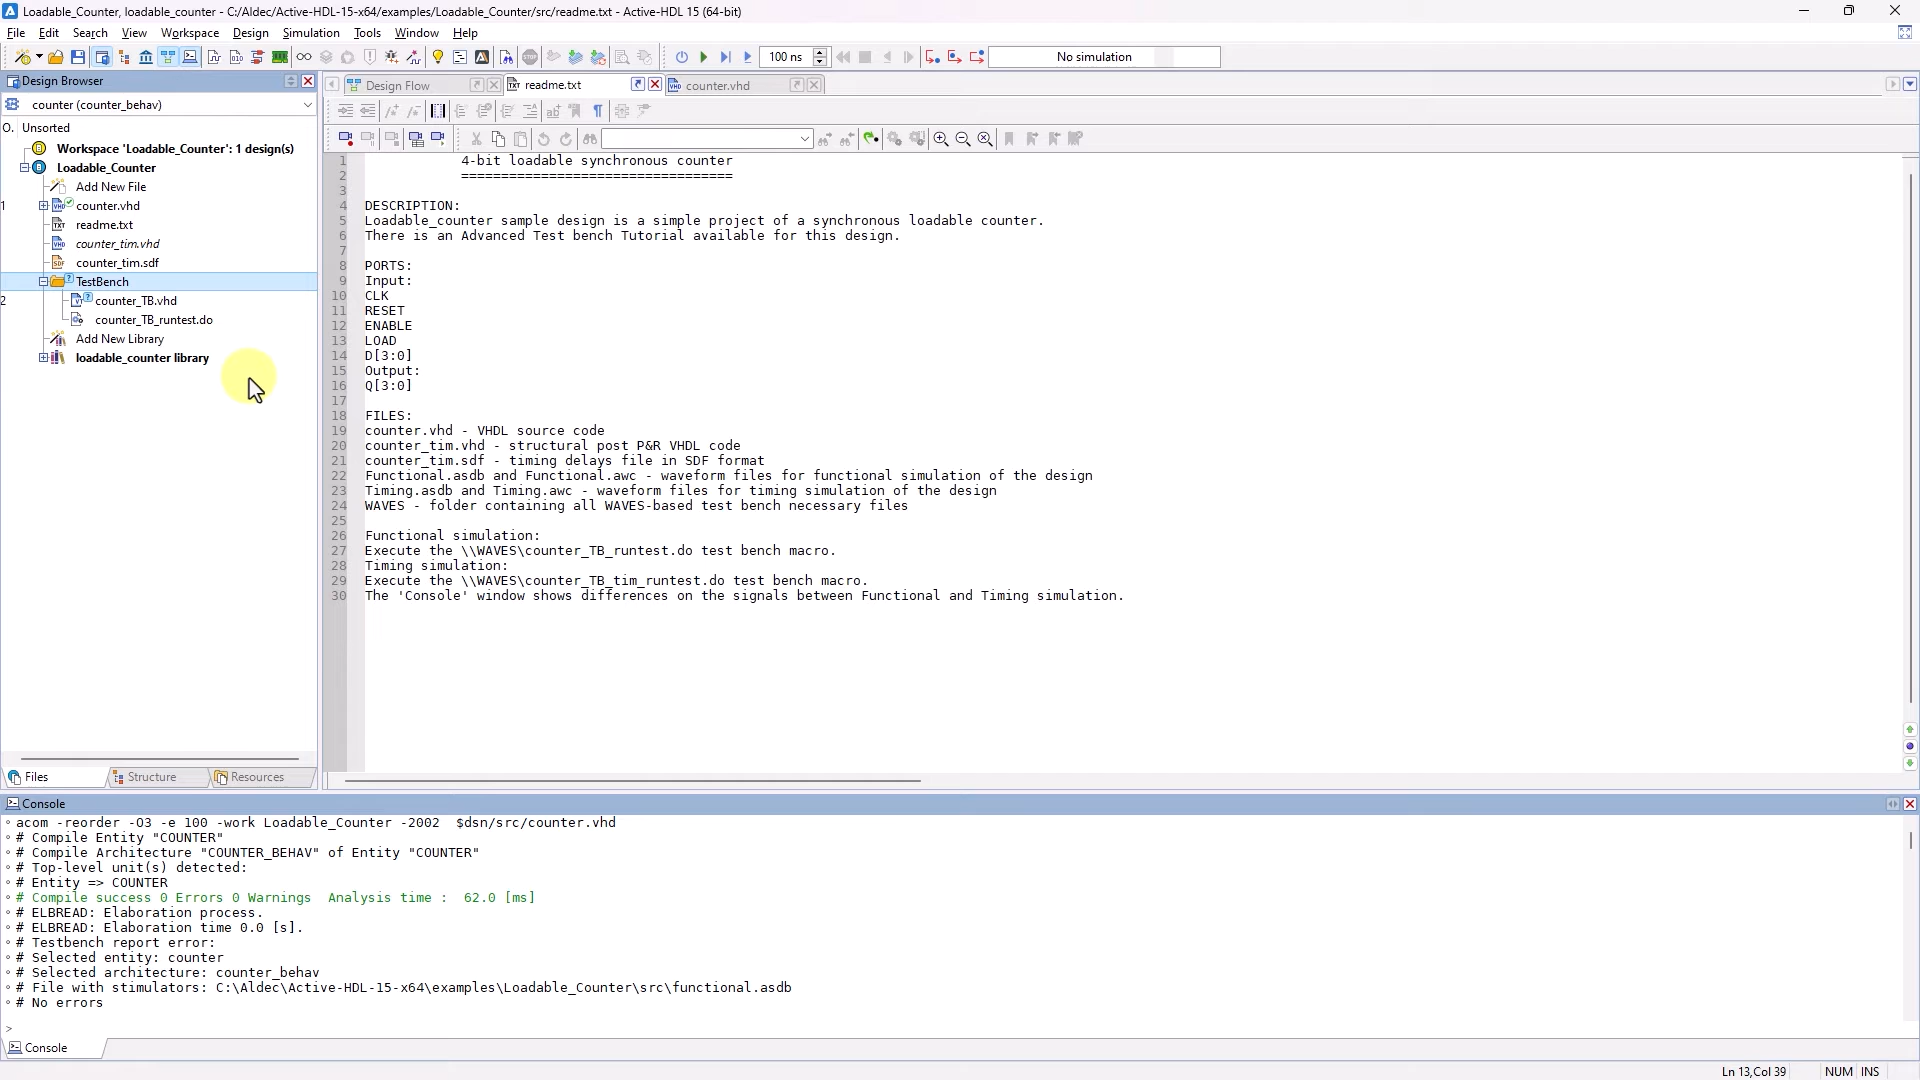 Loadable_Counter, loadable_counter - C:/Aldec/Active-HDL-15-x64/examples/Loadable_Counter/src/readme.txt - Active-HDL 15 (64-bit)
File Edit Search View Workspace Design Simulation Tools Window Help
100 ns
No simulation
Design Browser
Design Flow
readme.txt
counter.vhd
counter (counter_behav)
O. Unsorted
Workspace 'Loadable_Counter': 1 design(s)
Loadable_Counter
Add New File
1 counter.vhd
readme.txt
counter_tim.vhd
counter_tim.sdf
TestBench
2 counter_TB.vhd
counter_TB_runtest.do
Add New Library
loadable_counter library
Files
Structure
Resources
1 4-bit loadable synchronous counter
2 ==================================
3
4 DESCRIPTION:
5 Loadable_counter sample design is a simple project of a synchronous loadable counter.
6 There is an Advanced Test bench Tutorial available for this design.
7
8 PORTS:
9 Input:
10 CLK
11 RESET
12 ENABLE
13 LOAD
14 D[3:0]
15 Output:
16 Q[3:0]
17
18 FILES:
19 counter.vhd - VHDL source code
20 counter_tim.vhd - structural post P&R VHDL code
21 counter_tim.sdf - timing delays file in SDF format
22 Functional.asdb and Functional.awc - waveform files for functional simulation of the design
23 Timing.asdb and Timing.awc - waveform files for timing simulation of the design
24 WAVES - folder containing all WAVES-based test bench necessary files
25
26 Functional simulation:
27 Execute the \\WAVES\counter_TB_runtest.do test bench macro.
28 Timing simulation:
29 Execute the \\WAVES\counter_TB_tim_runtest.do test bench macro.
30 The 'Console' window shows differences on the signals between Functional and Timing simulation.
Console
acom -reorder -O3 -e 100 -work Loadable_Counter -2002  $dsn/src/counter.vhd
# Compile Entity "COUNTER"
# Compile Architecture "COUNTER_BEHAV" of Entity "COUNTER"
# Top-level unit(s) detected:
# Entity => COUNTER
# Compile success 0 Errors 0 Warnings  Analysis time :  62.0 [ms]
# ELBREAD: Elaboration process.
# ELBREAD: Elaboration time 0.0 [s].
# Testbench report error:
# Selected entity: counter
# Selected architecture: counter_behav
# File with stimulators: C:\Aldec\Active-HDL-15-x64\examples\Loadable_Counter\src\functional.asdb
# No errors
>
Console
Ln 13,Col 39 NUM INS